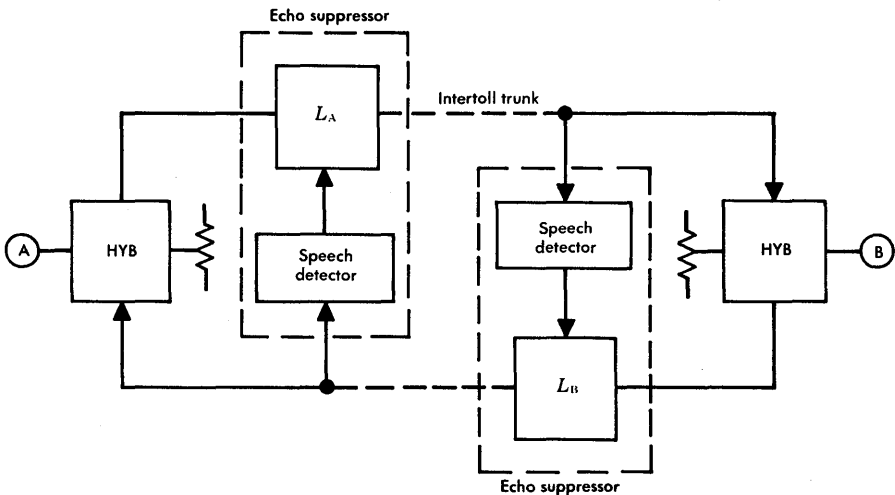 Echo suppressor
L_A
Intertoll trunk
Speech
detector
A
HYB
Speech
detector
HYB
B
L_B
Echo suppressor